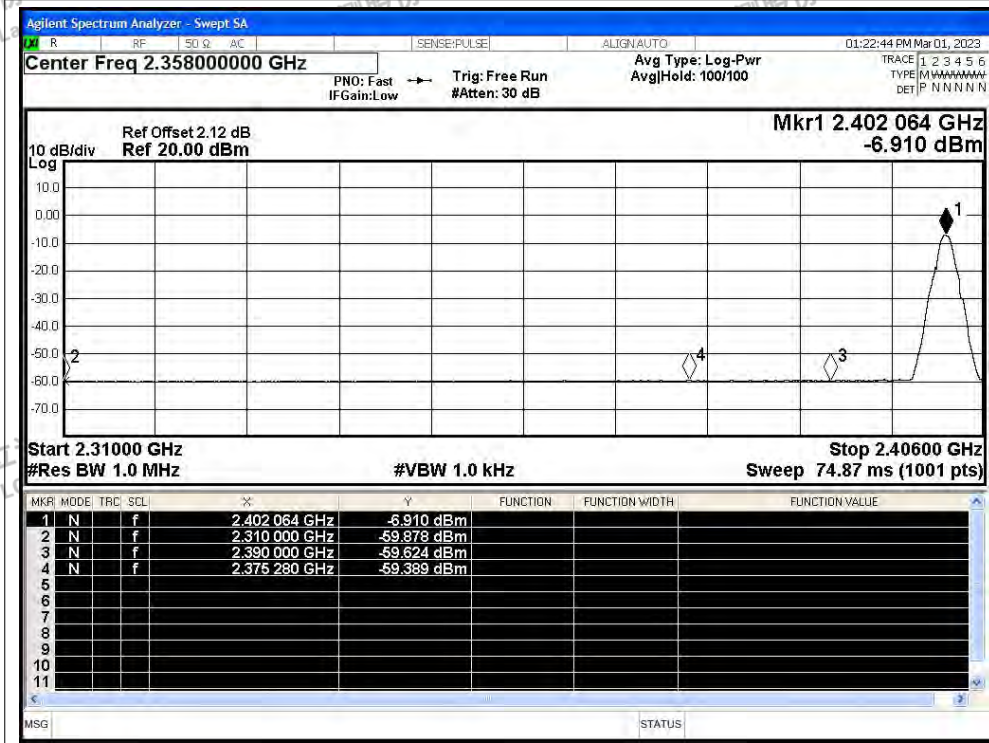 Agilent Spectrum Analyzer - Swept SA
LXI R RF 50 Ω AC SENSE:PULSE ALIGNAUTO 01:22:44 PM Mar 01, 2023
Center Freq 2.358000000 GHz
PNO: Fast
IFGain:Low
Trig: Free Run
#Atten: 30 dB
Avg Type: Log-Pwr
Avg|Hold: 100/100
TRACE 1 2 3 4 5 6
TYPE M
DET P N N N N N
Mkr1 2.402 064 GHz
-6.910 dBm
Ref Offset 2.12 dB
10 dB/div Ref 20.00 dBm
Log
10.0
0.00
-10.0
-20.0
-30.0
-40.0
-50.0
-60.0
-70.0
1
2
4
3
Start 2.31000 GHz Stop 2.40600 GHz
#Res BW 1.0 MHz #VBW 1.0 kHz Sweep 74.87 ms (1001 pts)
MKR MODE TRC SCL X Y FUNCTION FUNCTION WIDTH FUNCTION VALUE
1 N f 2.402 064 GHz -6.910 dBm
2 N f 2.310 000 GHz -59.878 dBm
3 N f 2.390 000 GHz -59.624 dBm
4 N f 2.375 280 GHz -59.389 dBm
5
6
7
8
9
10
11
MSG STATUS